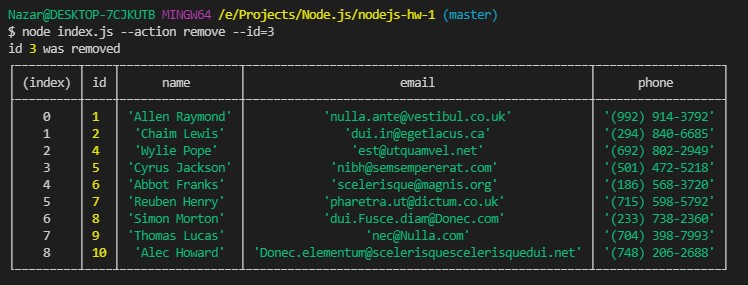 Nazar@DESKTOP-7CJKUTB MINGW64 /e/Projects/Node.js/nodejs-hw-1 (master)
$ node index.js --action remove --id=3
id 3 was removed
(index) id name email phone
0 1 'Allen Raymond' 'nulla.ante@vestibul.co.uk' '(992) 914-3792'
1 2 'Chaim Lewis' 'dui.in@egetlacus.ca' '(294) 840-6685'
2 4 'Wylie Pope' 'est@utquamvel.net' '(692) 802-2949'
3 5 'Cyrus Jackson' 'nibh@semsempererat.com' '(501) 472-5218'
4 6 'Abbot Franks' 'scelerisque@magnis.org' '(186) 568-3720'
5 7 'Reuben Henry' 'pharetra.ut@dictum.co.uk' '(715) 598-5792'
6 8 'Simon Morton' 'dui.Fusce.diam@Donec.com' '(233) 738-2360'
7 9 'Thomas Lucas' 'nec@Nulla.com' '(704) 398-7993'
8 10 'Alec Howard' 'Donec.elementum@scelerisquescelerisquedui.net' '(748) 206-2688'